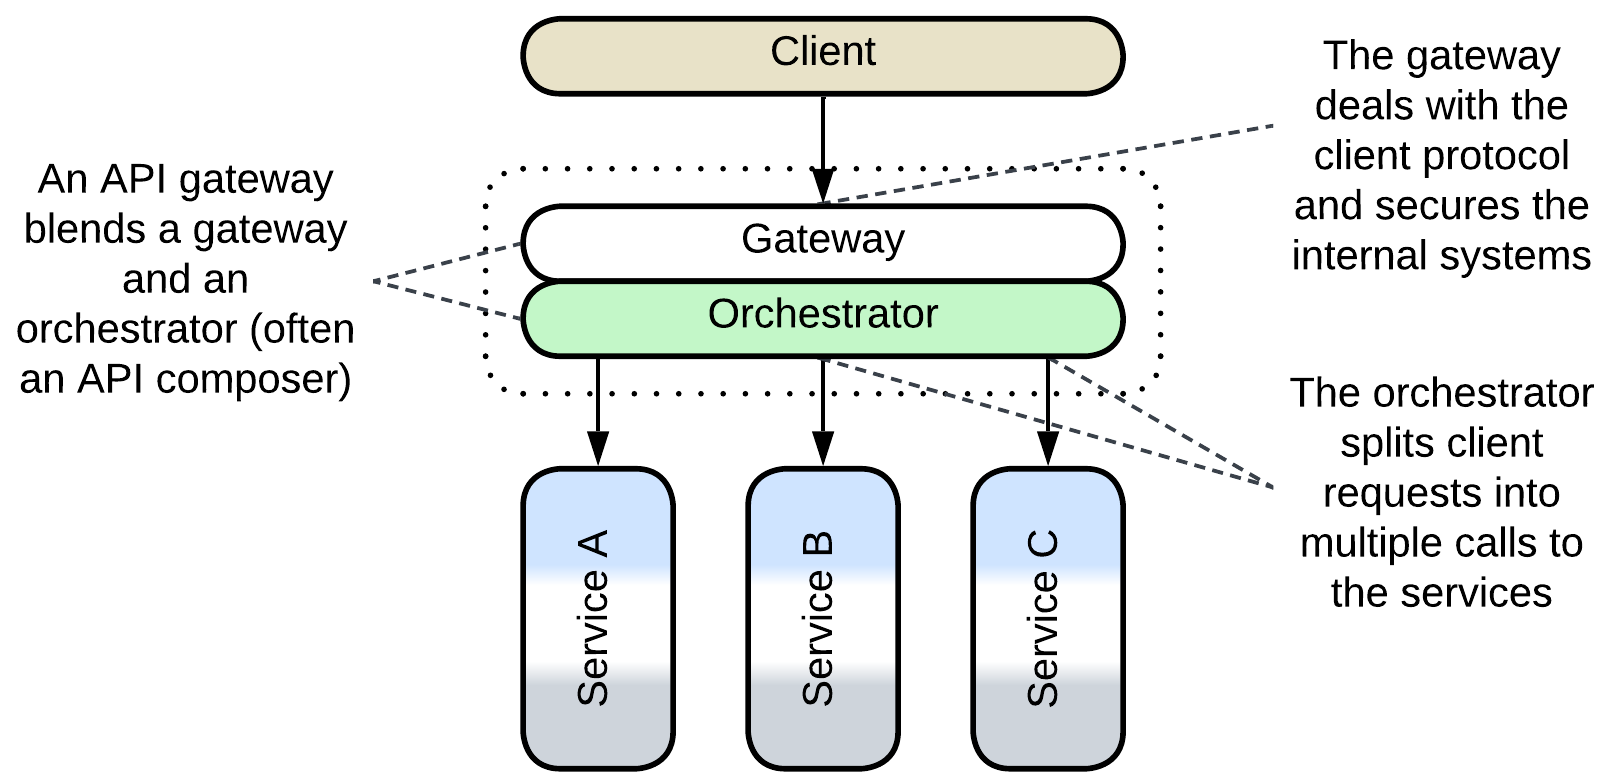 Client
The gateway
deals with the
client protocol
and secures the
internal systems
An API gateway
blends a gateway
and an
orchestrator (often
an API composer)
Gateway
Orchestrator
The orchestrator
splits client
requests into
multiple calls to
the services
Service A
Service B
Service C